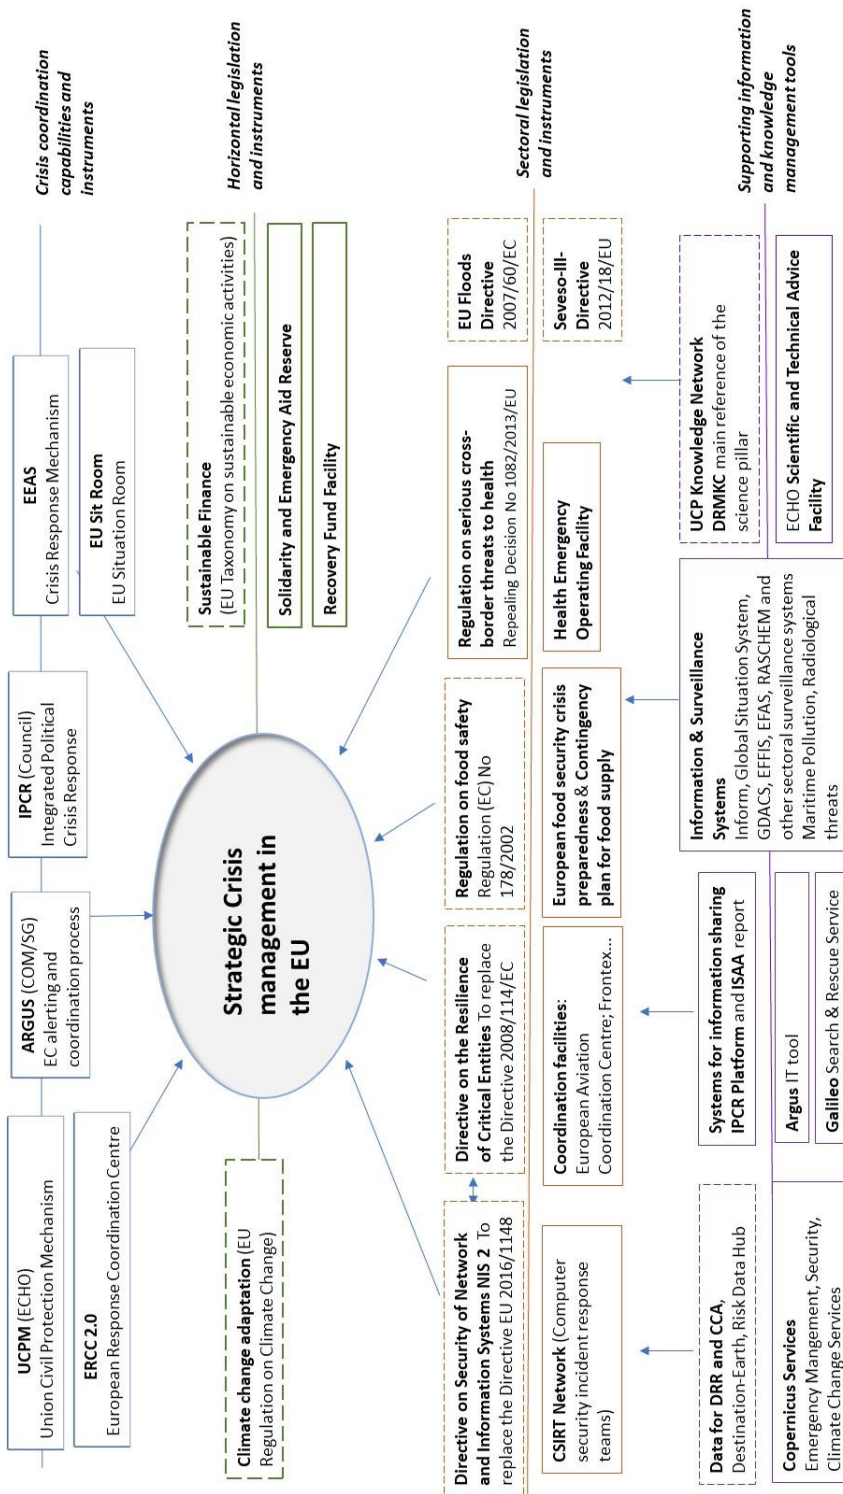 Crisis coordination
capabilities and
instruments
UCPM (ECHO)
Union Civil Protection Mechanism
ERCC 2.0
European Response Coordination Centre
ARGUS (COM/SG)
EC alerting and
coordination process
IPCR (Council)
Integrated Political
Crisis Response
EEAS
Crisis Response Mechanism
EU Sit Room
EU Situation Room
Horizontal legislation
and instruments
Climate change adaptation (EU
Regulation on Climate Change)
Strategic Crisis
management in
the EU
Sustainable Finance
(EU Taxonomy on sustainable economic activities)
Solidarity and Emergency Aid Reserve
Recovery Fund Facility
Sectoral legislation
and instruments
Directive on Security of Network
and Information Systems NIS 2 To
replace the Directive EU 2016/1148
Directive on the Resilience
of Critical Entities To replace
the Directive 2008/114/EC
Regulation on food safety
Regulation (EC) No
178/2002
Regulation on serious cross-
border threats to health
Repealing Decision No 1082/2013/EU
EU Floods
Directive
2007/60/EC
CSIRT Network (Computer
security incident response
teams)
Coordination facilities:
European Aviation
Coordination Centre; Frontex...
European food security crisis
preparedness & Contingency
plan for food supply
Health Emergency
Operating Facility
Seveso-III-
Directive
2012/18/EU
Supporting information
and knowledge
management tools
Data for DRR and CCA,
Destination-Earth, Risk Data Hub
Copernicus Services
Emergency Mangement, Security,
Climate Change Services
Systems for information sharing
IPCR Platform and ISAA report
Argus IT tool
Galileo Search & Rescue Service
Information & Surveillance
Systems
Inform, Global Situation System,
GDACS, EFFIS, EFAS, RASCHEM and
other sectoral surveillance systems
Maritime Pollution, Radiological
threats
UCP Knowledge Network
DRMKC main reference of the
science pillar
ECHO Scientific and Technical Advice
Facility